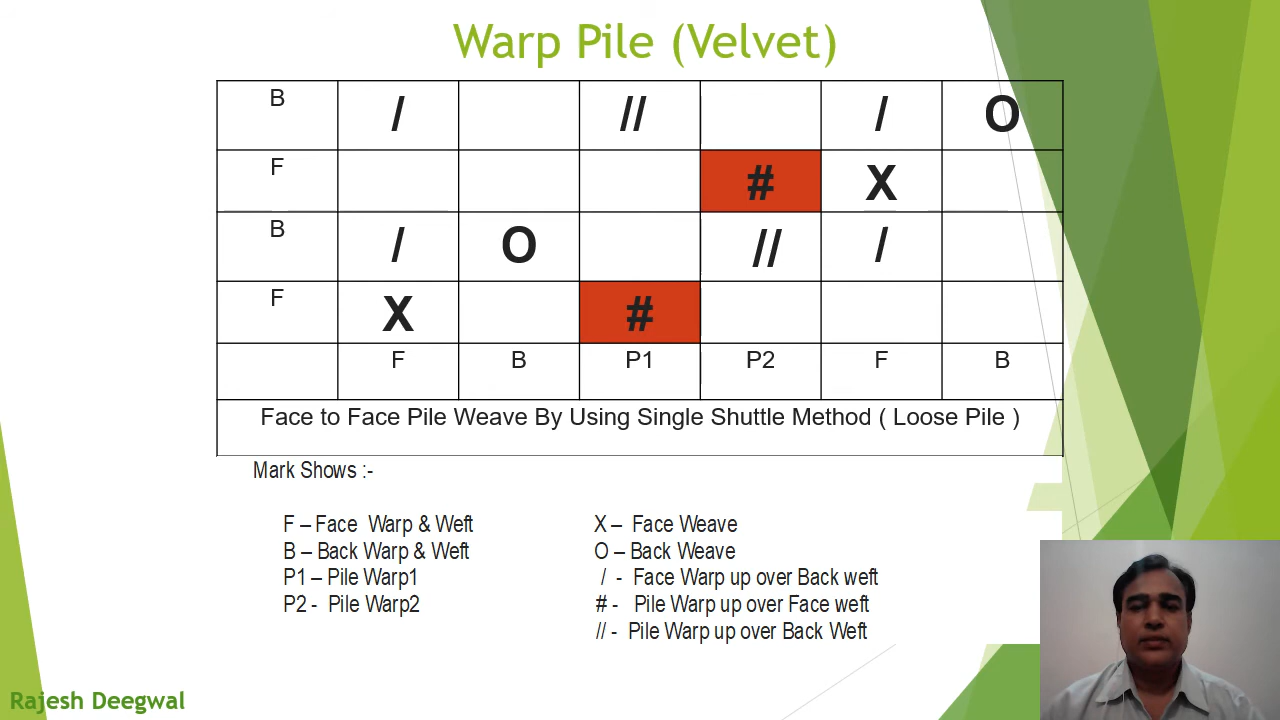 Warp Pile (Velvet)
B / // / O
F # X
B / O // /
F X #
F B P1 P2 F B
Face to Face Pile Weave By Using Single Shuttle Method ( Loose Pile )
Mark Shows :-
F – Face Warp & Weft
B – Back Warp & Weft
P1 – Pile Warp1
P2 - Pile Warp2
X – Face Weave
O – Back Weave
/ - Face Warp up over Back weft
# - Pile Warp up over Face weft
// - Pile Warp up over Back Weft
Rajesh Deegwal